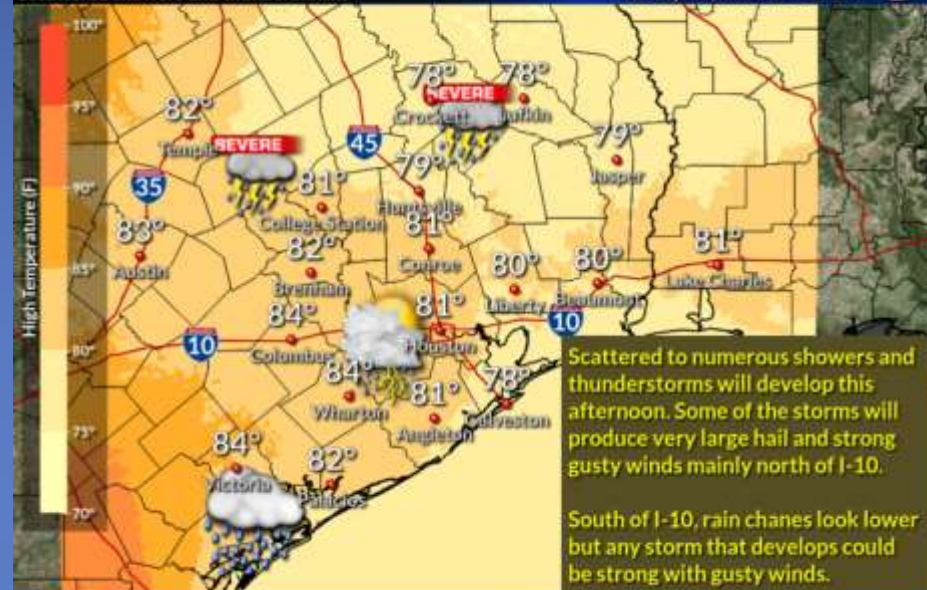 100°
95°
90°
85°
80°
75°
70°
High Temperature (F)
78°
78°
SEVERE
Crockett
Lufkin
82°
Temple
SEVERE
45
79°
Jasper
35
81°
College Station
79°
Huntsville
83°
Austin
82°
Brenham
81°
Conroe
80°
Liberty
80°
Beaumont
81°
Lake Charles
84°
Columbus
10
81°
Houston
10
84°
Wharton
81°
Angleton
78°
Galveston
84°
Victoria
82°
Palacios
Scattered to numerous showers and
thunderstorms will develop this
afternoon. Some of the storms will
produce very large hail and strong
gusty winds mainly north of I-10.
South of I-10, rain chanes look lower
but any storm that develops could
be strong with gusty winds.